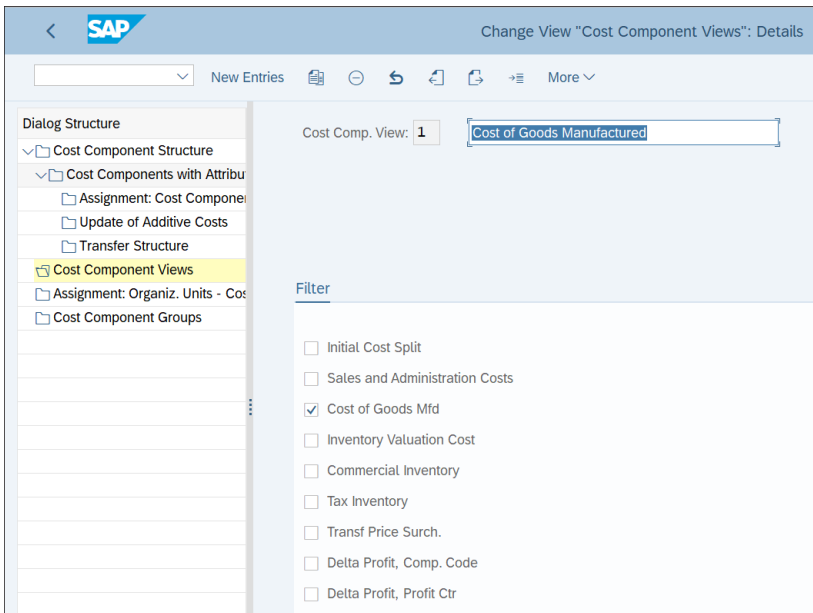 SAP
Change View "Cost Component Views": Details
New Entries
More
Dialog Structure
Cost Component Structure
Cost Components with Attribu
Assignment: Cost Componer
Update of Additive Costs
Transfer Structure
Cost Component Views
Assignment: Organiz. Units - Cos
Cost Component Groups
Cost Comp. View: 1 Cost of Goods Manufactured
Filter
Initial Cost Split
Sales and Administration Costs
Cost of Goods Mfd
Inventory Valuation Cost
Commercial Inventory
Tax Inventory
Transf Price Surch.
Delta Profit, Comp. Code
Delta Profit, Profit Ctr